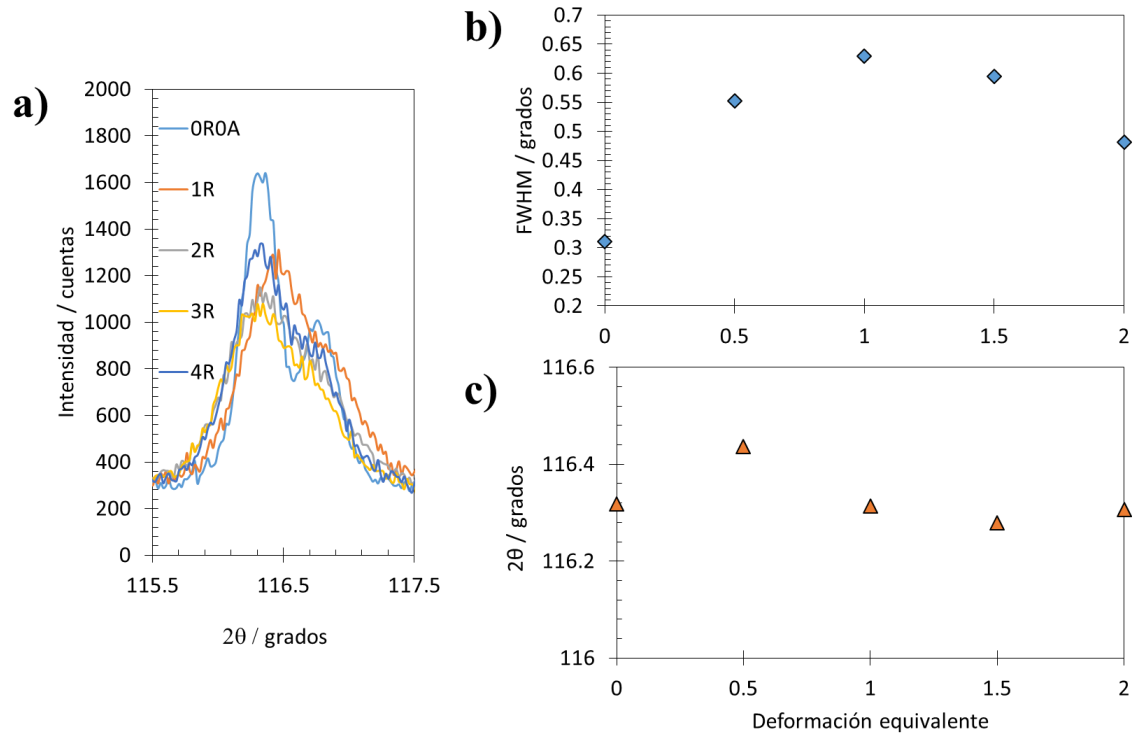 a)
2000
1800
1600
1400
1200
1000
800
600
400
200
0
Intensidad / cuentas
0R0A
1R
2R
3R
4R
115.5 116.5 117.5
2θ / grados
b)
0.7
0.65
0.6
0.55
0.5
0.45
0.4
0.35
0.3
0.25
0.2
FWHM / grados
0 0.5 1 1.5 2
c)
116.6
116.4
116.2
116
2θ / grados
0 0.5 1 1.5 2
Deformación equivalente